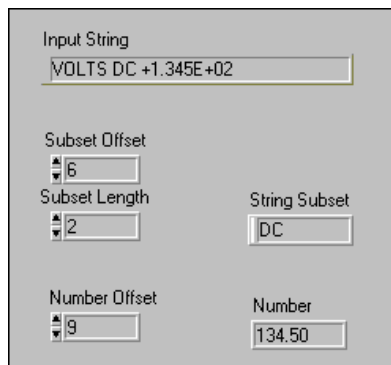 Input String
VOLTS DC +1.345E+02
Subset Offset
6
Subset Length
2
String Subset
DC
Number Offset
9
Number
134.50